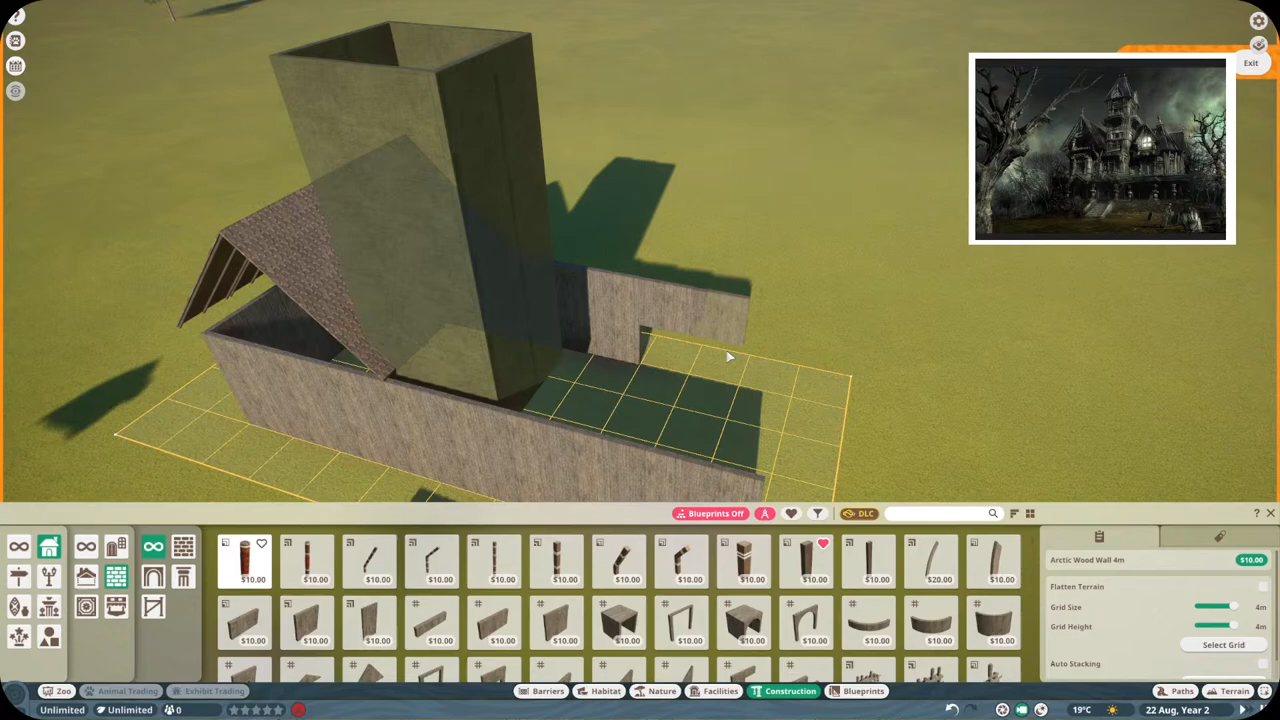 ?
Exit
Blueprints Off
DLC
?
$10.00 $10.00 $10.00 $10.00 $10.00 $10.00 $10.00 $10.00 $10.00 $10.00 $10.00 $20.00 $10.00
$10.00 $10.00 $10.00 $10.00 $10.00 $10.00 $10.00 $10.00 $10.00 $10.00 $10.00 $10.00 $10.00
Arctic Wood Wall 4m $10.00
Flatten Terrain
Grid Size 4m
Grid Height 4m
Select Grid
Auto Stacking
Zoo Animal Trading Exhibit Trading Barriers Habitat Nature Facilities Construction Blueprints Paths Terrain
Unlimited Unlimited 0 19°C 22 Aug, Year 2